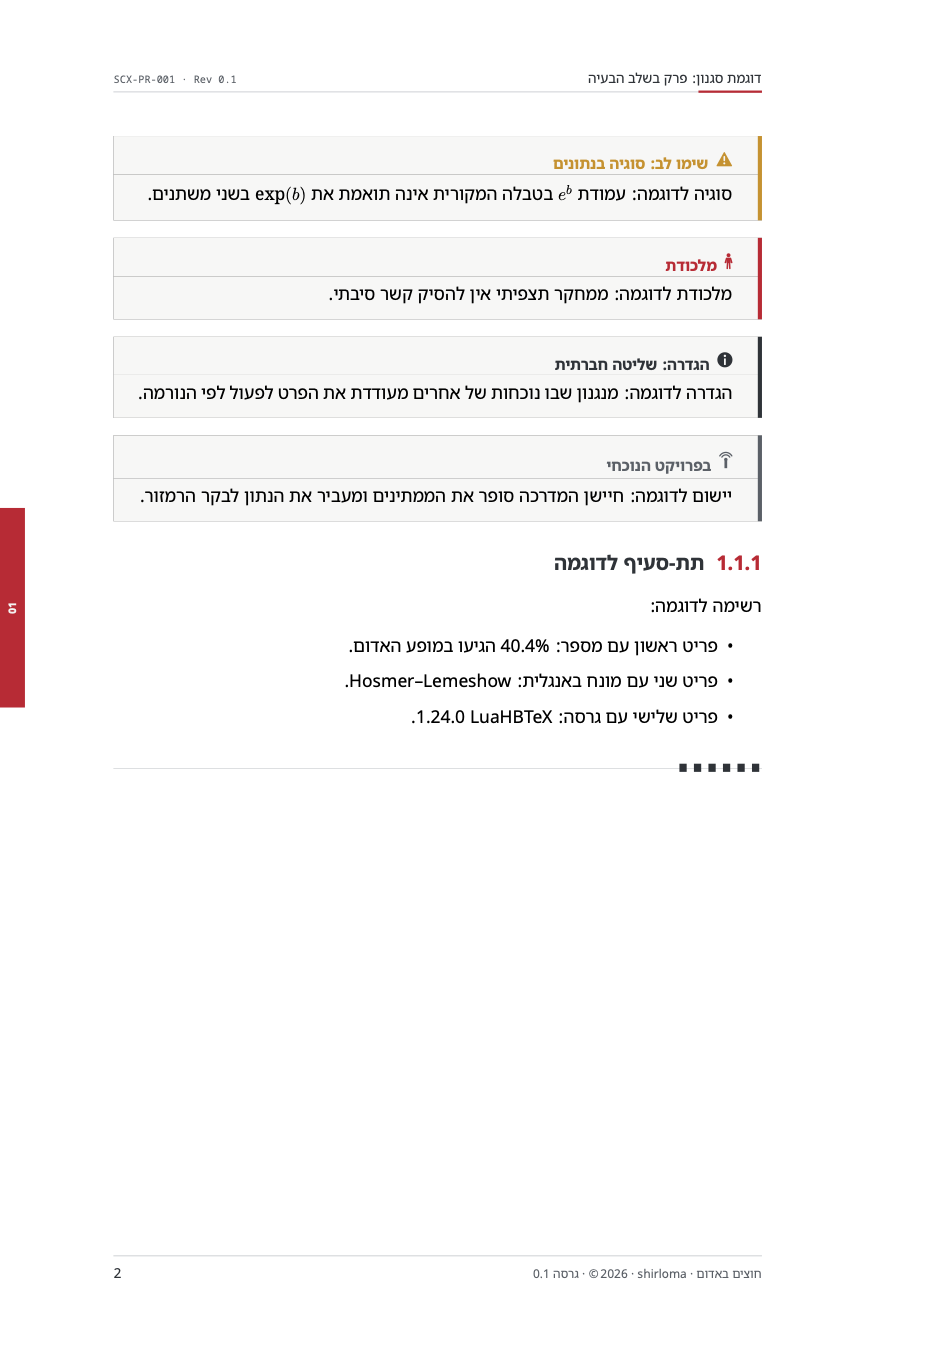 דוגמת סגנון: פרק בשלב הבעיה
SCX-PR-001 · Rev 0.1
שימו לב: סוגיה בנתונים
סוגיה לדוגמה: עמודת e^b בטבלה המקורית אינה תואמת את exp(b) בשני משתנים.
מלכודת
מלכודת לדוגמה: ממחקר תצפיתי אין להסיק קשר סיבתי.
הגדרה: שליטה חברתית
הגדרה לדוגמה: מנגנון שבו נוכחות של אחרים מעודדת את הפרט לפעול לפי הנורמה.
בפרויקט הנוכחי
יישום לדוגמה: חיישן המדרכה סופר את הממתינים ומעביר את הנתון לבקר הרמזור.
1.1.1 תת-סעיף לדוגמה
רשימה לדוגמה:
• פריט ראשון עם מספר: 40.4% הגיעו במופע האדום.
• פריט שני עם מונח באנגלית: Hosmer–Lemeshow.
• פריט שלישי עם גרסה: LuaHBTeX 1.24.0.
01
חוצים באדום · shirloma · ©2026 · גרסה 0.1
2